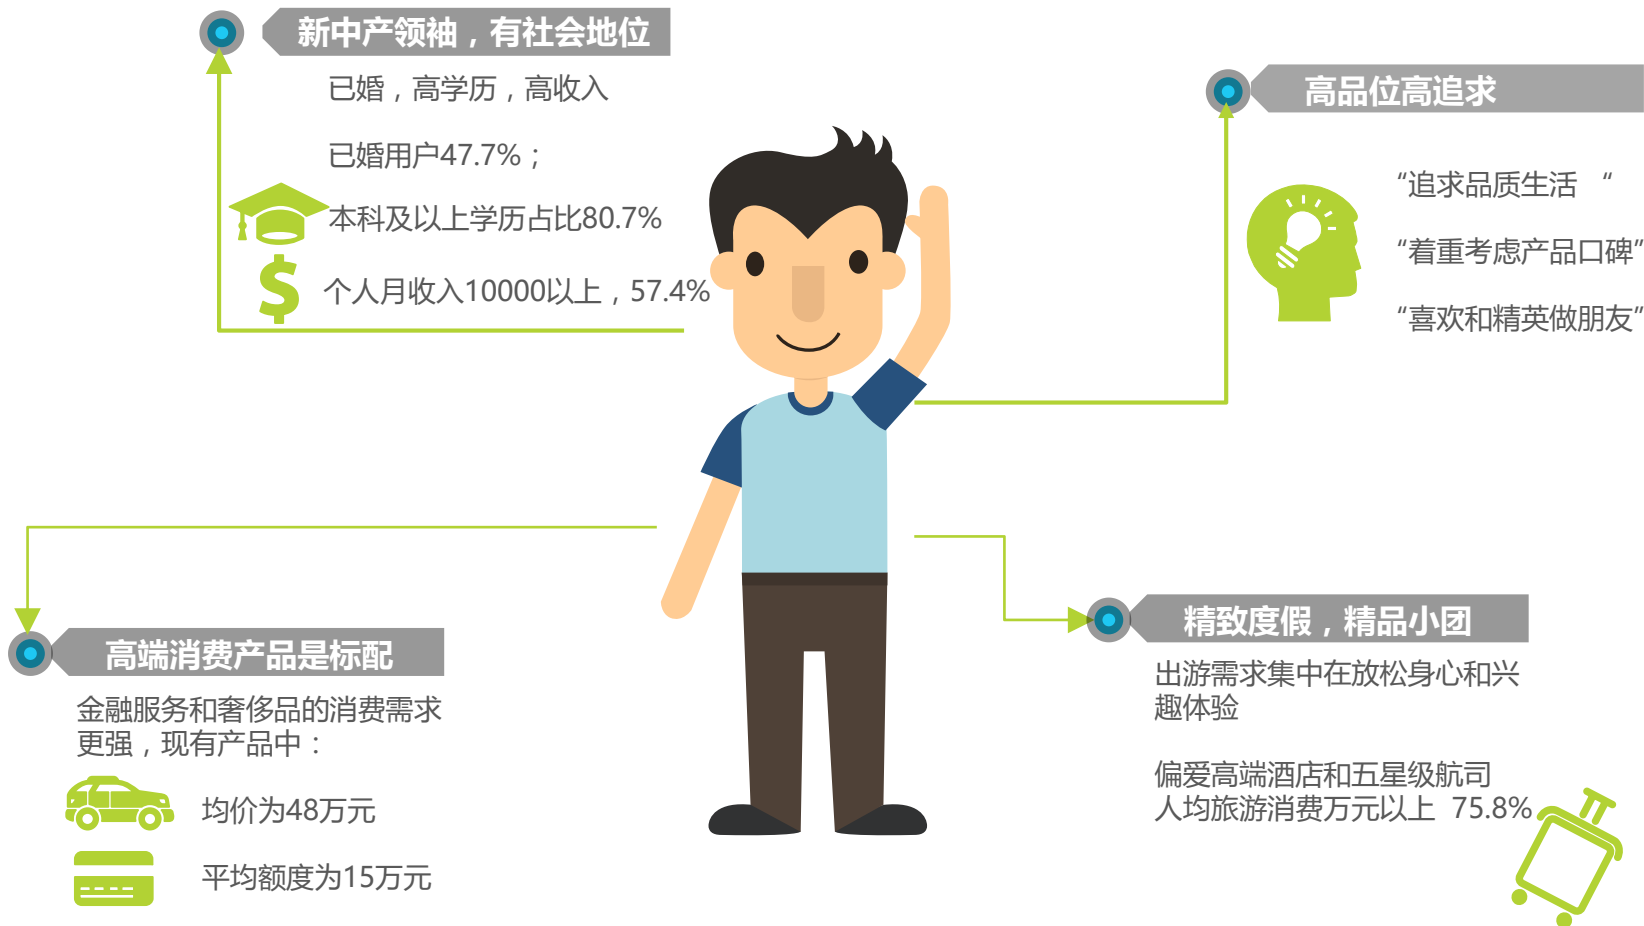 新中产领袖，有社会地位
已婚，高学历，高收入
已婚用户47.7%；
本科及以上学历占比80.7%
个人月收入10000以上，57.4%
高品位高追求
“追求品质生活 “
“着重考虑产品口碑”
“喜欢和精英做朋友”
高端消费产品是标配
金融服务和奢侈品的消费需求
更强，现有产品中：
均价为48万元
平均额度为15万元
精致度假，精品小团
出游需求集中在放松身心和兴
趣体验
偏爱高端酒店和五星级航司
人均旅游消费万元以上 75.8%